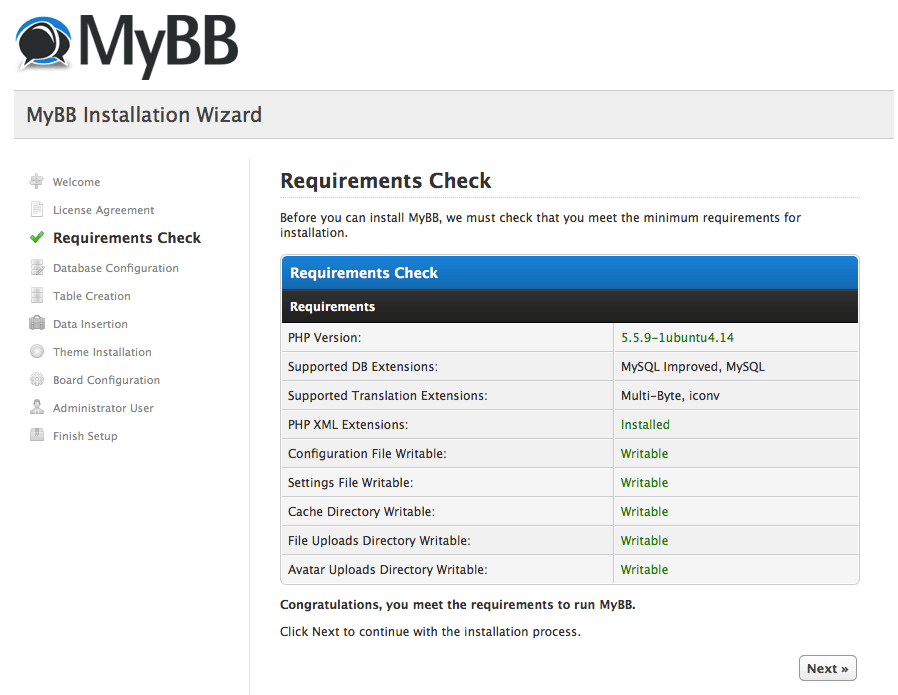 MyBB
MyBB Installation Wizard
Welcome
License Agreement
Requirements Check
Database Configuration
Table Creation
Data Insertion
Theme Installation
Board Configuration
Administrator User
Finish Setup
Requirements Check
Before you can install MyBB, we must check that you meet the minimum requirements for
installation.
Requirements Check
Requirements
PHP Version: 5.5.9-1ubuntu4.14
Supported DB Extensions: MySQL Improved, MySQL
Supported Translation Extensions: Multi-Byte, iconv
PHP XML Extensions: Installed
Configuration File Writable: Writable
Settings File Writable: Writable
Cache Directory Writable: Writable
File Uploads Directory Writable: Writable
Avatar Uploads Directory Writable: Writable
Congratulations, you meet the requirements to run MyBB.
Click Next to continue with the installation process.
Next »